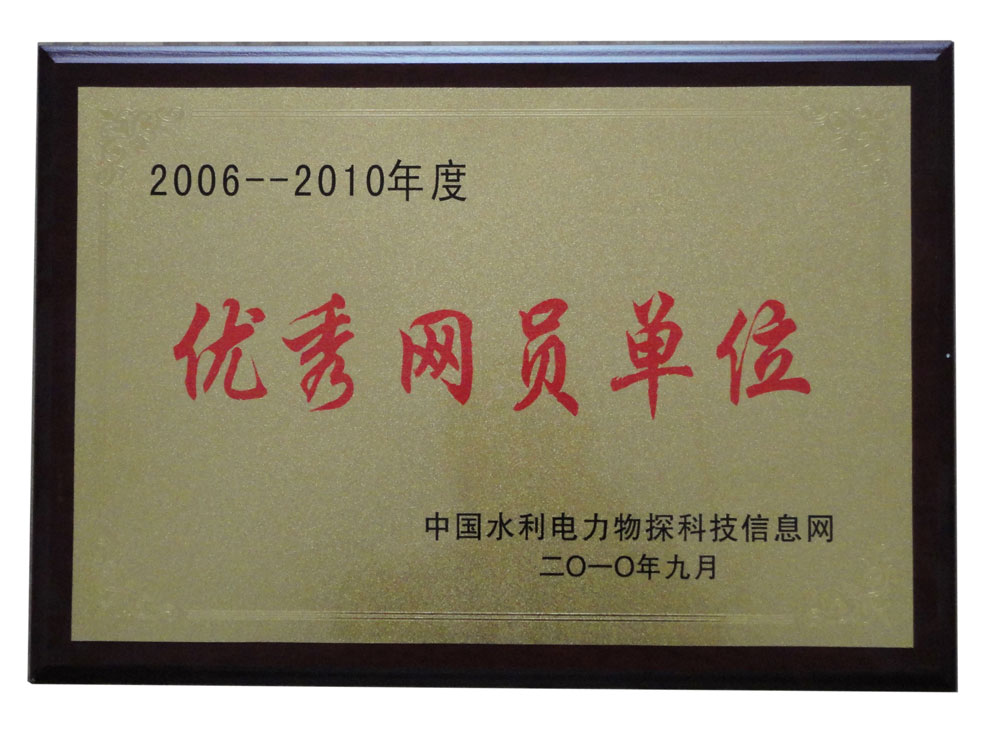 2006--2010年度
优秀网员单位
中国水利电力物探科技信息网
二〇一〇年九月